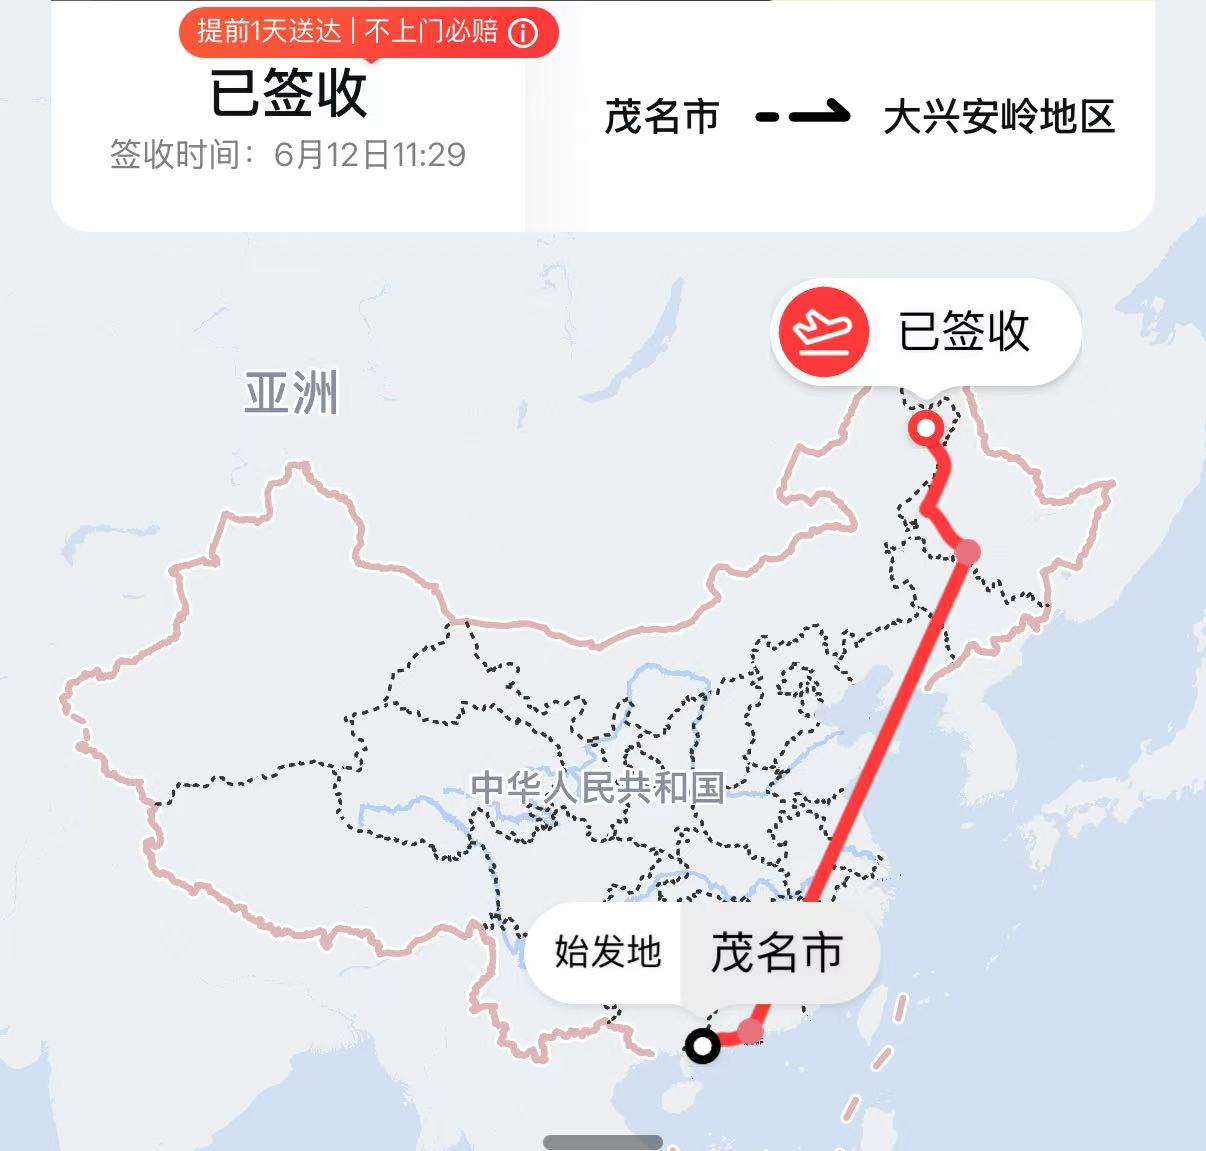 提前1天送达 | 不上门必赔
已签收
签收时间：6月12日11:29
茂名市
大兴安岭地区
已签收
亚洲
中华人民共和国
始发地 茂名市